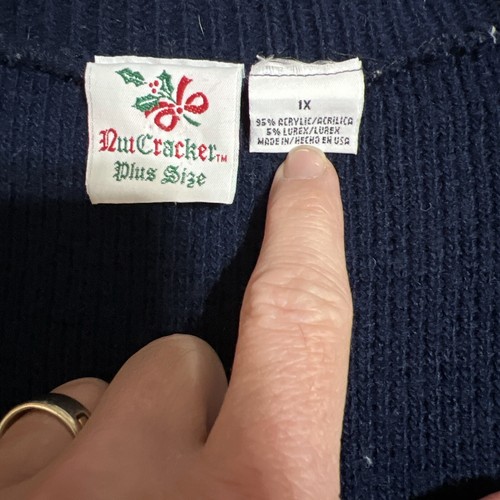 NutCracker™
Plus Size
1X
95% ACRYLIC/ACRILICA
5% LUREX/LUREX
MADE IN/HECHO EN USA